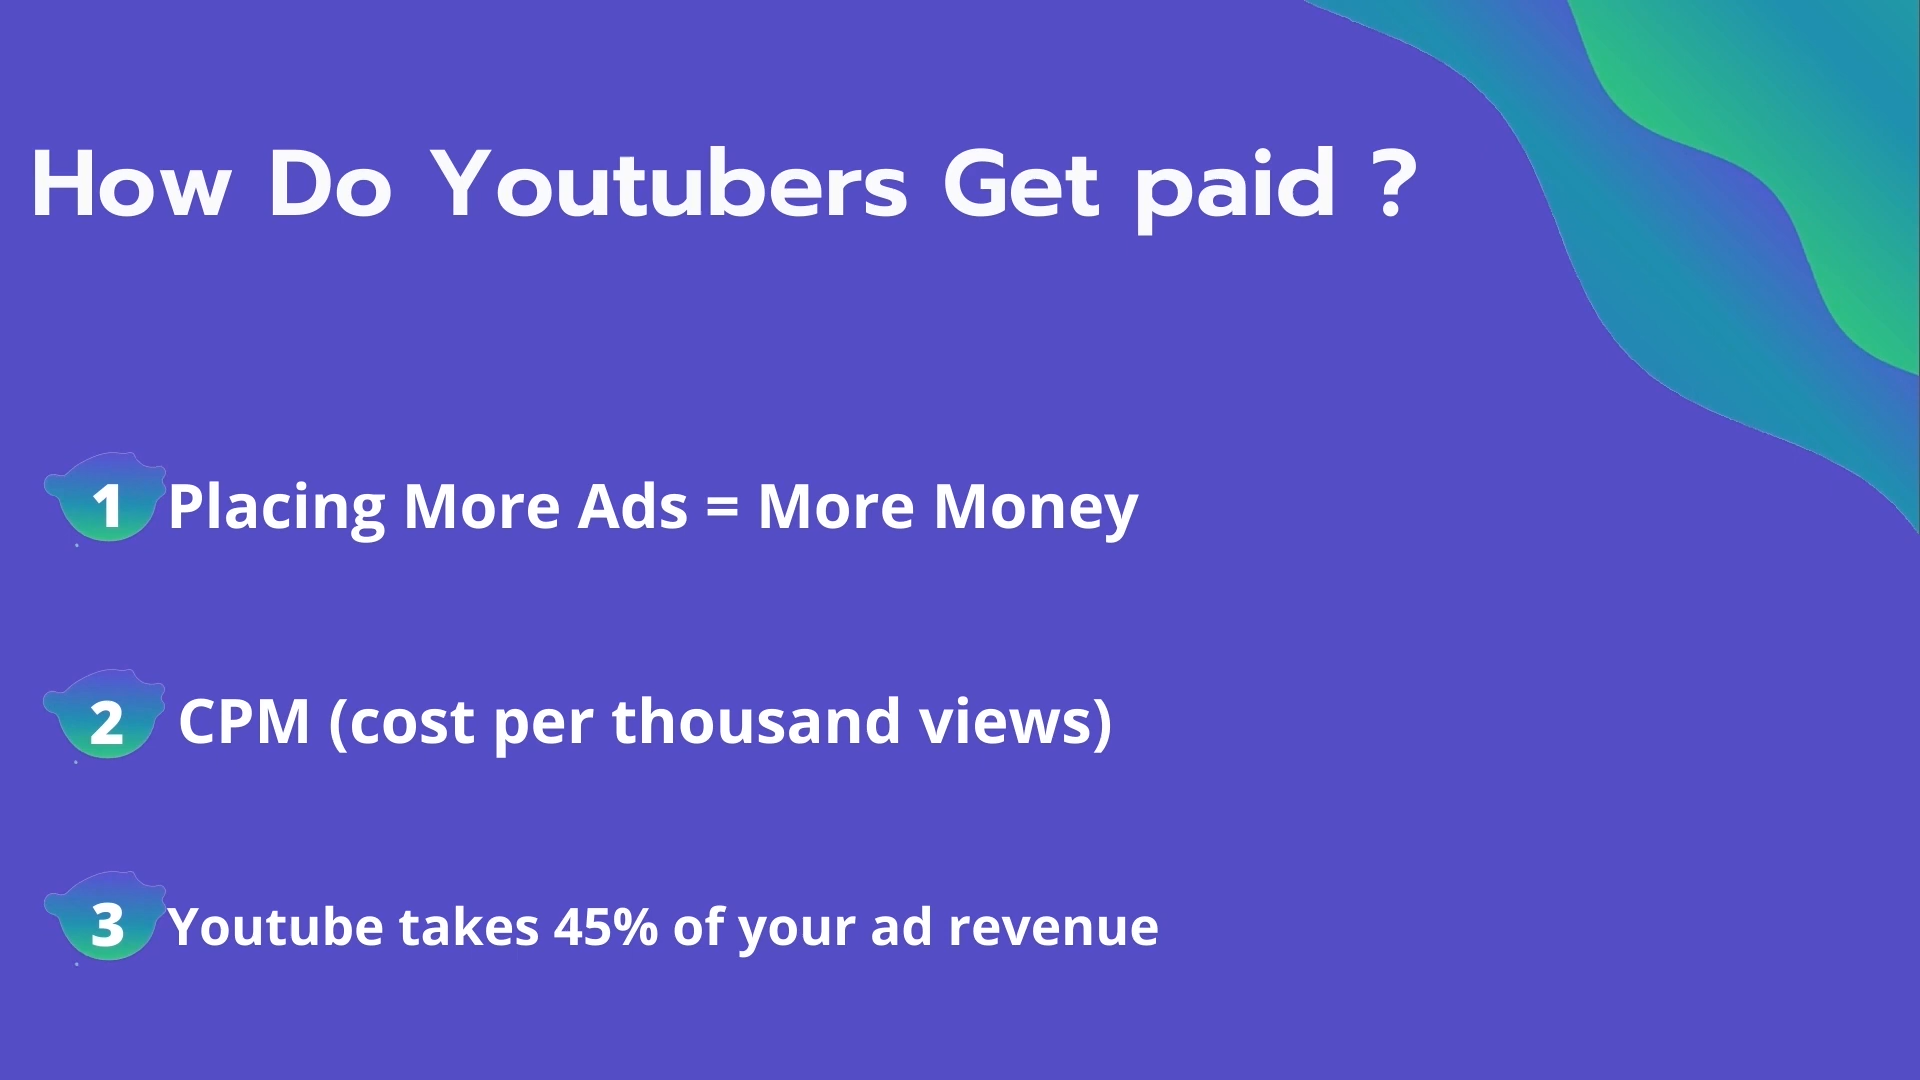 How Do Youtubers Get paid ?
1 Placing More Ads = More Money
2 CPM (cost per thousand views)
3 Youtube takes 45% of your ad revenue